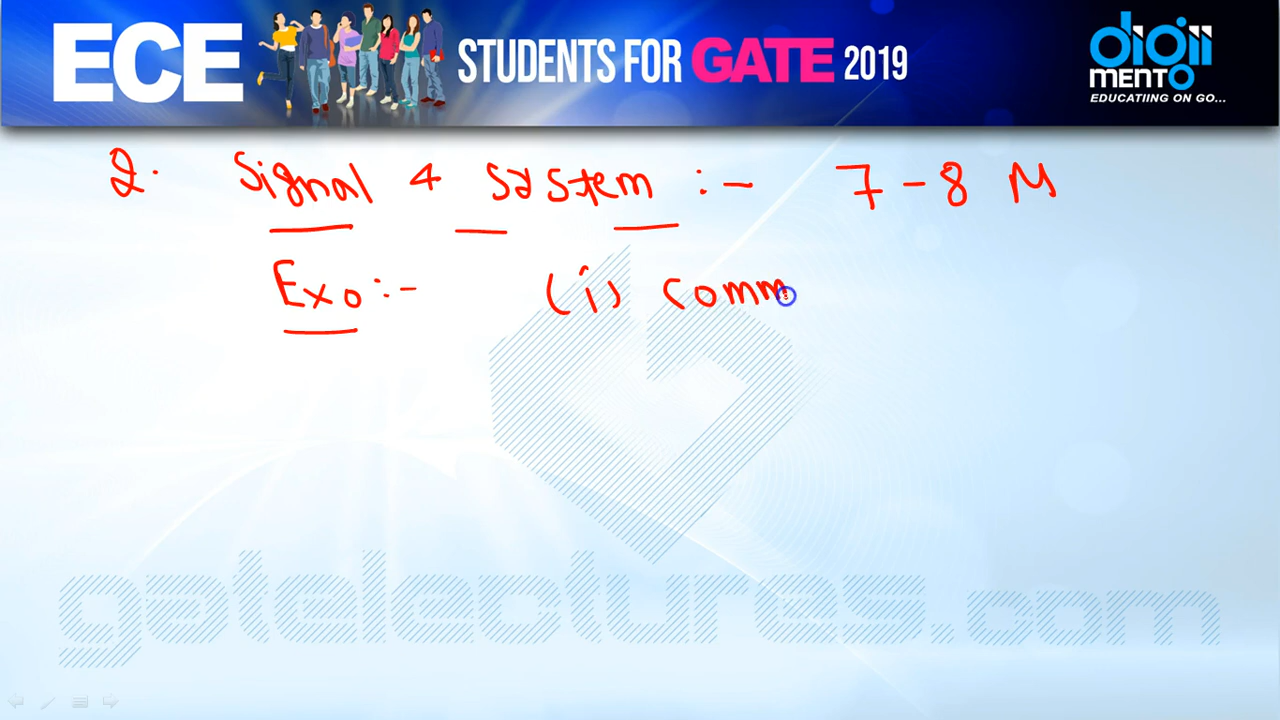 ECE STUDENTS FOR GATE 2019
digii
mento
EDUCATIING ON GO...
2. Signal & System :- 7-8 M
Exo:- (i) comm
gatelectures.com